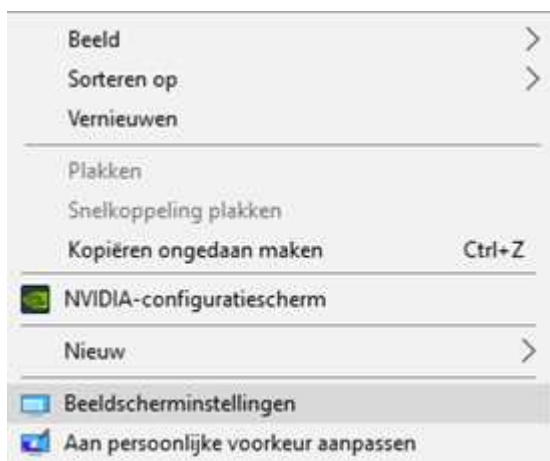 Beeld
Sorteren op
Vernieuwen
Plakken
Snelkoppeling plakken
Kopiëren ongedaan maken Ctrl+Z
NVIDIA-configuratiescherm
Nieuw
Beeldscherminstellingen
Aan persoonlijke voorkeur aanpassen